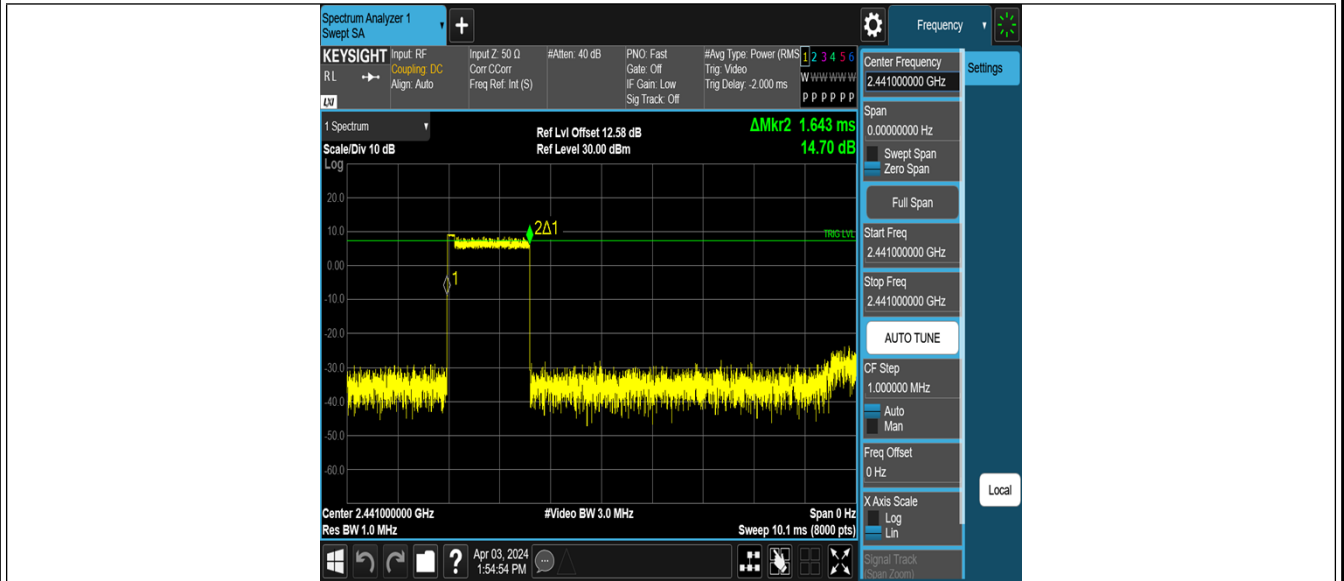 Spectrum Analyzer 1
Swept SA
+
Frequency
KEYSIGHT
Input: RF
Coupling: DC
Align: Auto
Input Z: 50 Ω
Corr CCorr
Freq Ref: Int (S)
#Atten: 40 dB
PNO: Fast
Gate: Off
IF Gain: Low
Sig Track: Off
#Avg Type: Power (RMS
Trig: Video
Trig Delay: -2.000 ms
1 2 3 4 5 6
W W W W W W
P P P P P P
RL
LXI
1 Spectrum
Scale/Div 10 dB
Log
Ref Lvl Offset 12.58 dB
Ref Level 30.00 dBm
ΔMkr2 1.643 ms
14.70 dB
20.0
10.0
0.00
-10.0
-20.0
-30.0
-40.0
-50.0
-60.0
2Δ1
1
TRIG LVL
Center 2.441000000 GHz
Res BW 1.0 MHz
#Video BW 3.0 MHz
Span 0 Hz
Sweep 10.1 ms (8000 pts)
Apr 03, 2024
1:54:54 PM
?
Center Frequency
2.441000000 GHz
Span
0.00000000 Hz
Swept Span
Zero Span
Full Span
Start Freq
2.441000000 GHz
Stop Freq
2.441000000 GHz
AUTO TUNE
CF Step
1.000000 MHz
Auto
Man
Freq Offset
0 Hz
X Axis Scale
Log
Lin
Signal Track
(Span Zoom)
Settings
Local